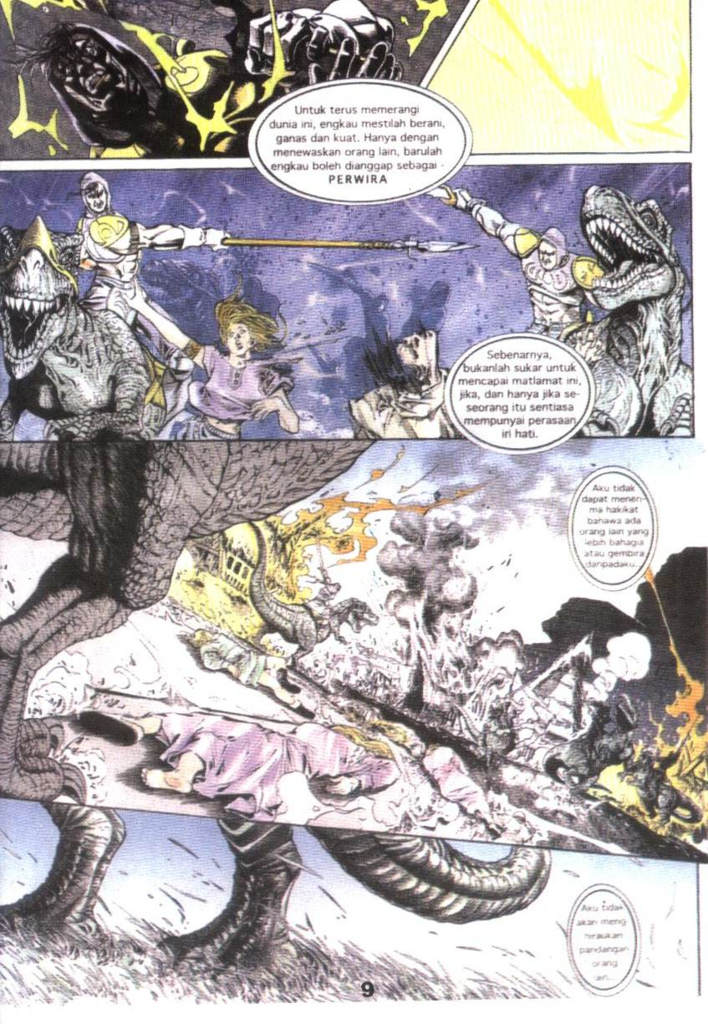 Untuk terus memerangi
dunia ini, engkau mestilah berani,
ganas dan kuat. Hanya dengan
menewaskan orang lain, barulah
engkau boleh dianggap sebagai -
PERWIRA
Sebenarnya,
bukanlah sukar untuk
mencapai matlamat ini,
jika, dan hanya jika se-
seorang itu sentiasa
mempunyai perasaan
iri hati.
Aku tidak
dapat meneri-
ma hakikat
bahawa ada
orang lain yang
lebih bahagia
atau gembira
daripadaku...
Aku tidak
akan meng-
hiraukan
pandangan
orang
9